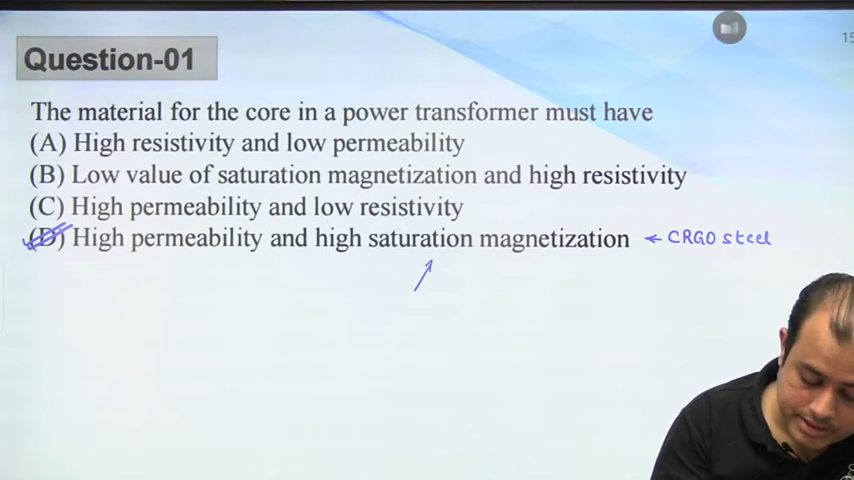 15
Question-01
The material for the core in a power transformer must have
(A) High resistivity and low permeability
(B) Low value of saturation magnetization and high resistivity
(C) High permeability and low resistivity
(D) High permeability and high saturation magnetization ← CRGO steel